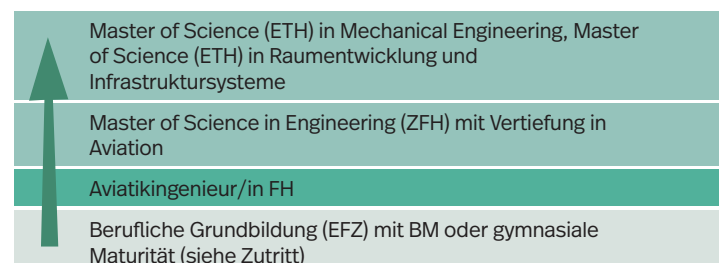 Master of Science (ETH) in Mechanical Engineering, Master
of Science (ETH) in Raumentwicklung und
Infrastruktursysteme
Master of Science in Engineering (ZFH) mit Vertiefung in
Aviation
Aviatikingenieur/in FH
Berufliche Grundbildung (EFZ) mit BM oder gymnasiale
Maturität (siehe Zutritt)